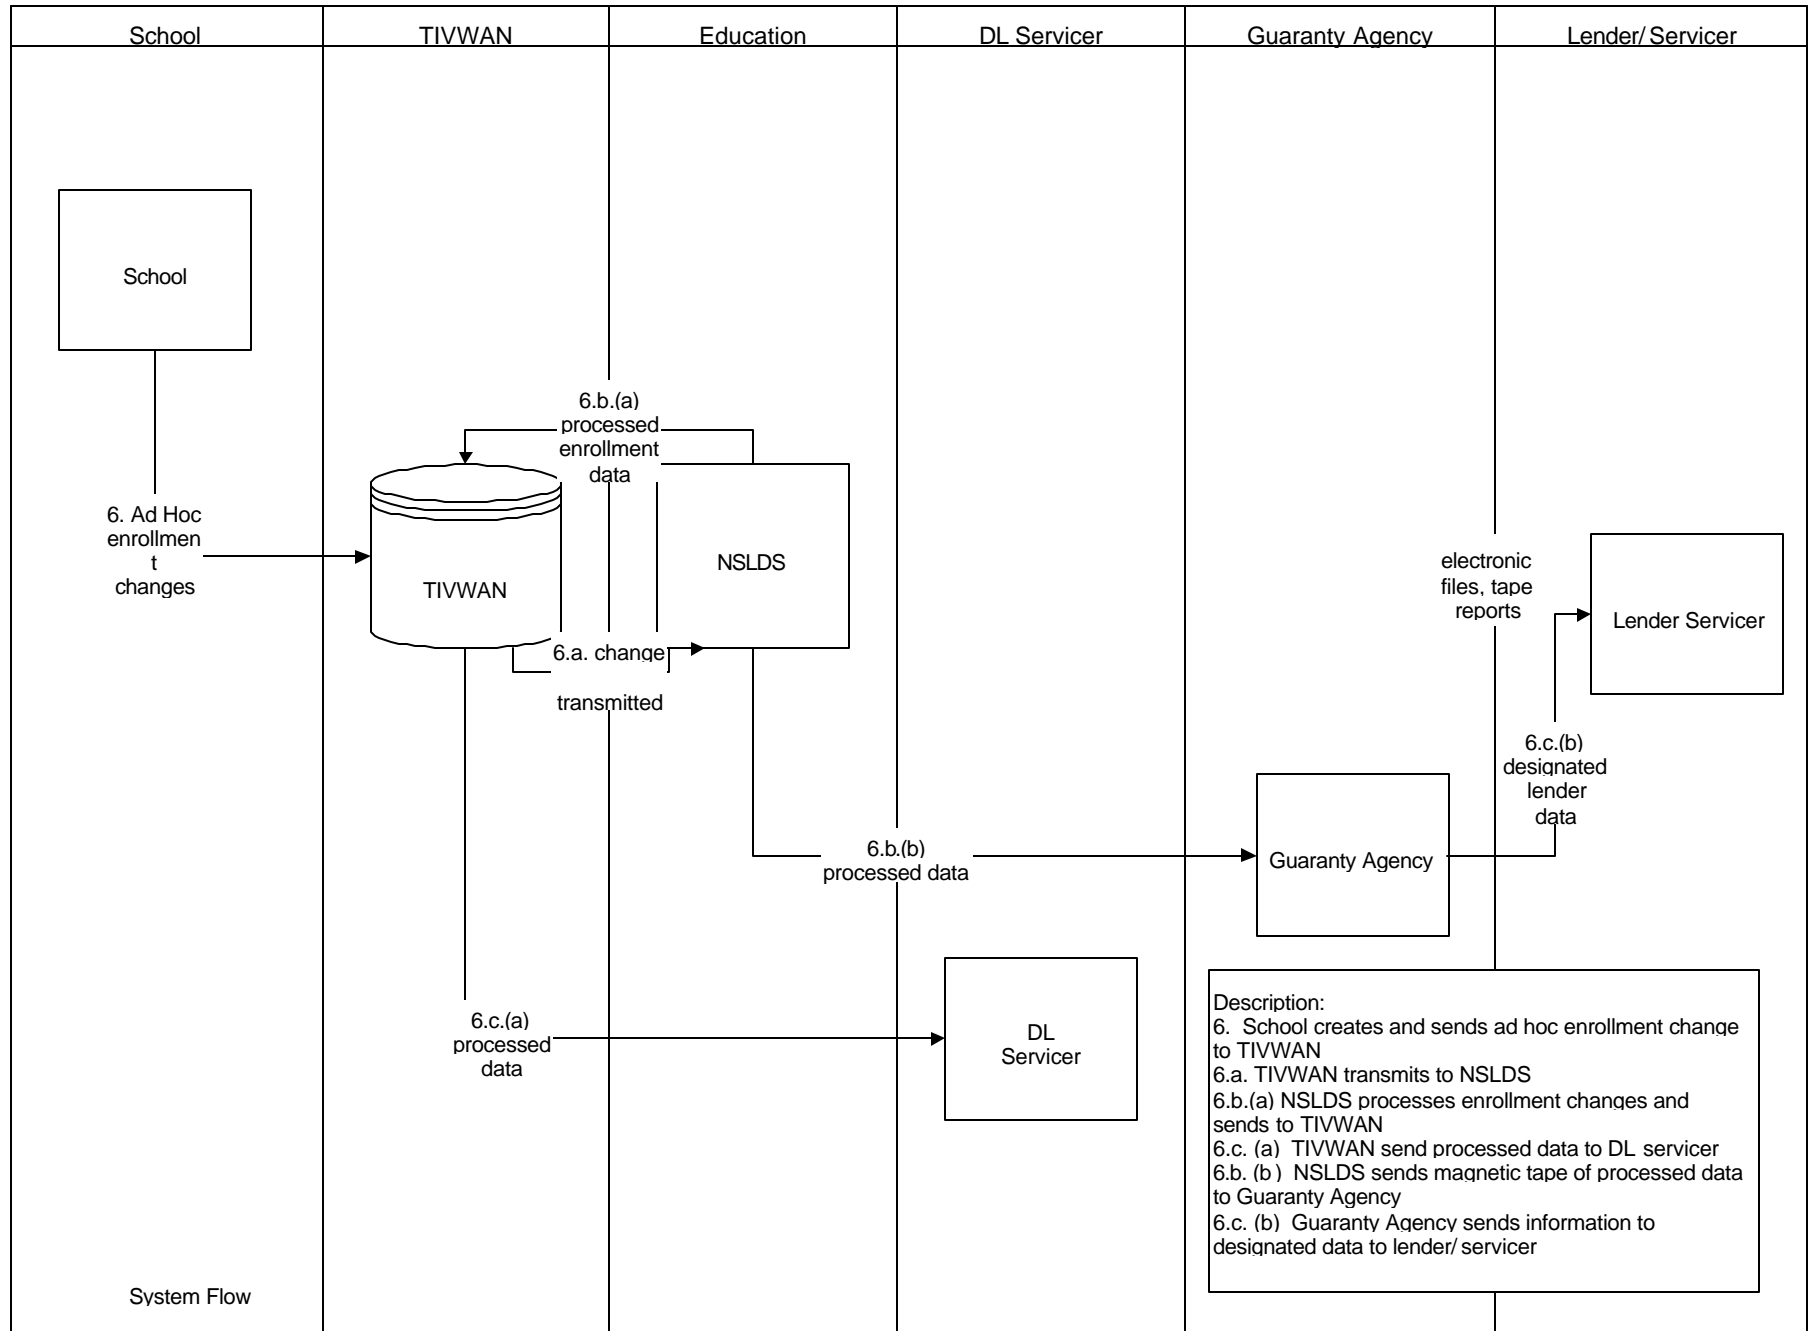 School
TIVWAN
Education
DL Servicer
Guaranty Agency
Lender/Servicer
School
6.b.(a)
processed
enrollment
data
6. Ad Hoc
enrollmen
t
changes
TIVWAN
NSLDS
6.a. change
transmitted
electronic
files, tape
reports
Lender Servicer
6.c.(b)
designated
lender
data
6.b.(b)
processed data
Guaranty Agency
6.c.(a)
processed
data
DL
Servicer
Description:
6. School creates and sends ad hoc enrollment change
to TIVWAN
6.a. TIVWAN transmits to NSLDS
6.b.(a) NSLDS processes enrollment changes and
sends to TIVWAN
6.c. (a) TIVWAN send processed data to DL servicer
6.b. (b) NSLDS sends magnetic tape of processed data
to Guaranty Agency
6.c. (b) Guaranty Agency sends information to
designated data to lender/servicer
System Flow